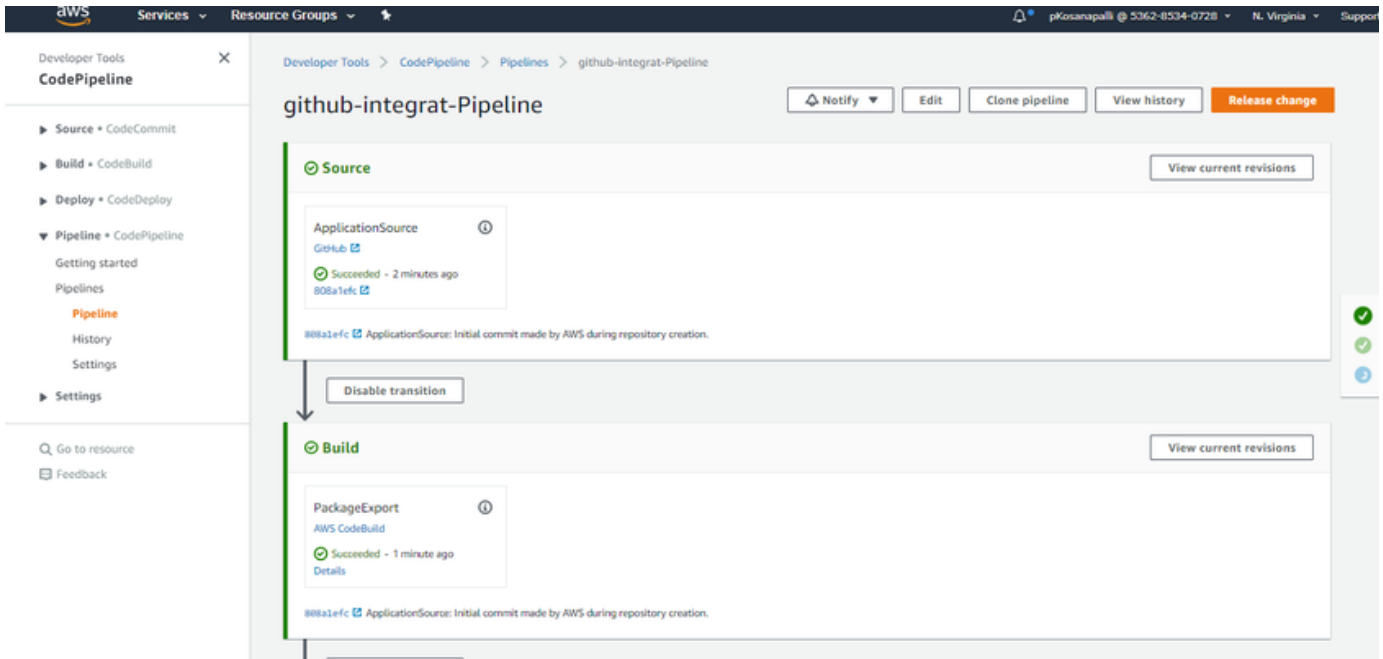 aws Services Resource Groups pKosanapalli @ 5362-8534-0728 N. Virginia Support
Developer Tools
CodePipeline
Source • CodeCommit
Build • CodeBuild
Deploy • CodeDeploy
Pipeline • CodePipeline
Getting started
Pipelines
Pipeline
History
Settings
Settings
Go to resource
Feedback
Developer Tools > CodePipeline > Pipelines > github-integrat-Pipeline
github-integrat-Pipeline
Notify Edit Clone pipeline View history Release change
Source View current revisions
ApplicationSource
GitHub
Succeeded - 2 minutes ago
808a1efc
808a1efc ApplicationSource: Initial commit made by AWS during repository creation.
Disable transition
Build View current revisions
PackageExport
AWS CodeBuild
Succeeded - 1 minute ago
Details
808a1efc ApplicationSource: Initial commit made by AWS during repository creation.